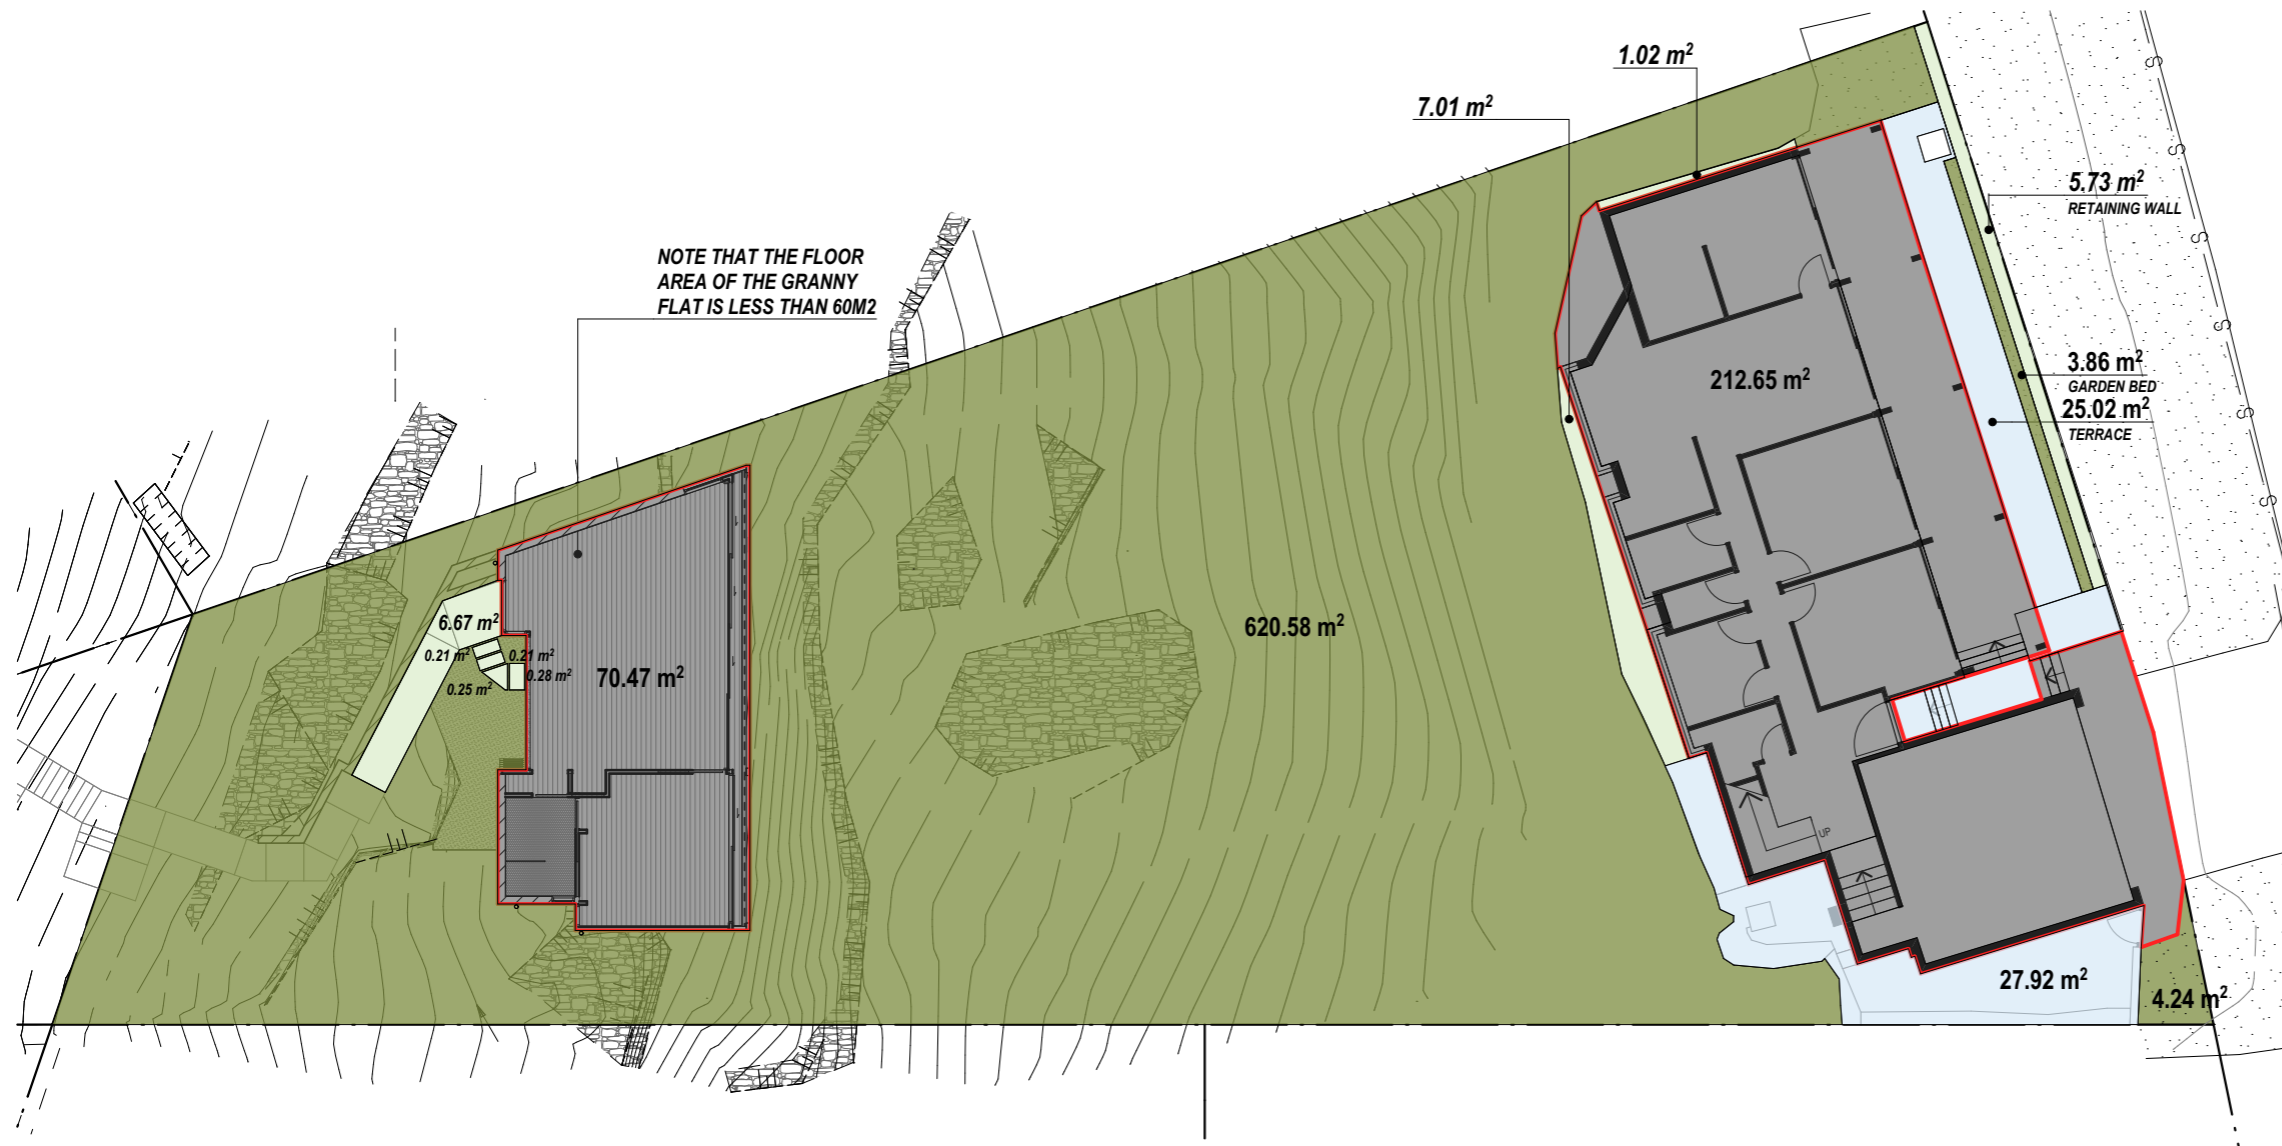 1.02 m²
7.01 m²
5.73 m²
RETAINING WALL
NOTE THAT THE FLOOR
AREA OF THE GRANNY
FLAT IS LESS THAN 60M2
3.86 m²
GARDEN BED
25.02 m²
TERRACE
212.65 m²
620.58 m²
6.67 m²
0.21 m²
0.21 m²
0.28 m²
0.25 m²
70.47 m²
UP
27.92 m²
4.24 m²
S
S
S
S
S
S